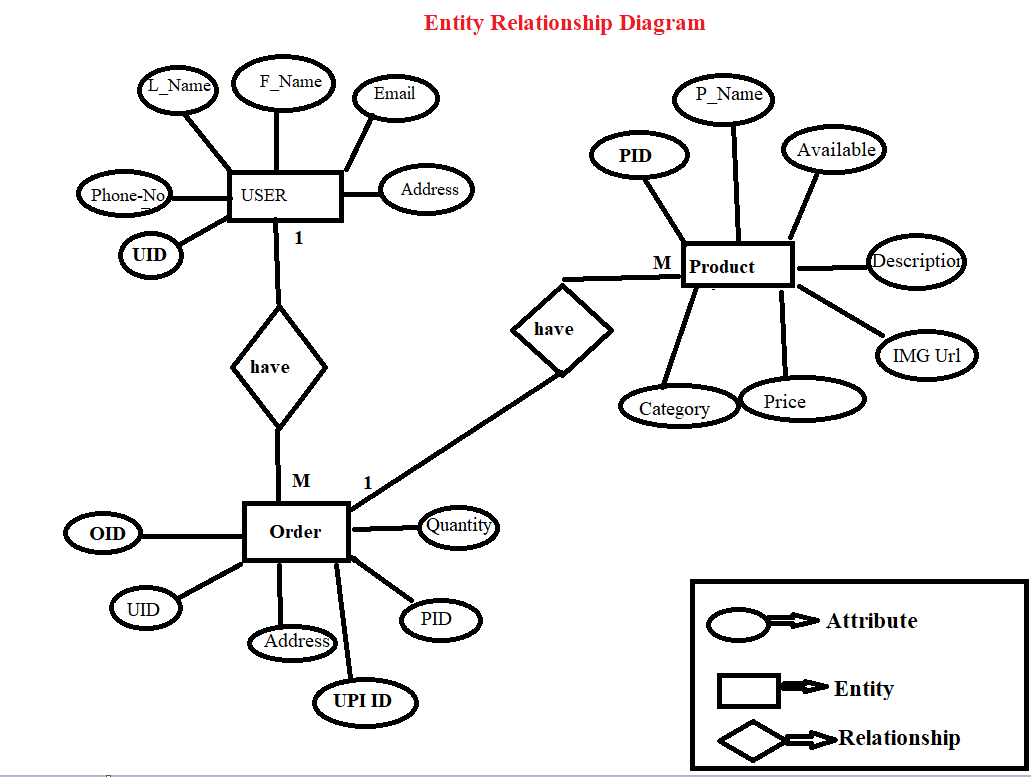 Entity Relationship Diagram
L_Name
F_Name
Email
Phone-No
USER
Address
UID
1
have
M
P_Name
PID
Available
M
Product
Description
IMG Url
Category
Price
have
1
Order
OID
Quantity
UID
Address
UPI ID
PID
Attribute
Entity
Relationship